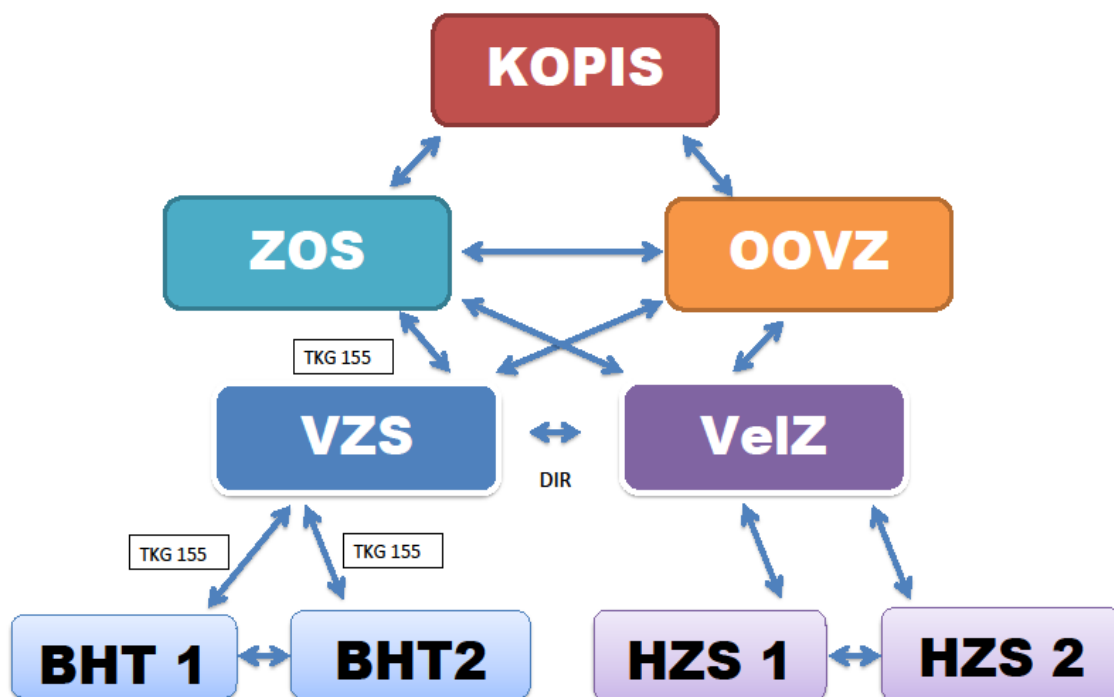 KOPIS
ZOS
OOVZ
TKG 155
VZS
VelZ
DIR
TKG 155
TKG 155
BHT 1
BHT2
HZS 1
HZS 2